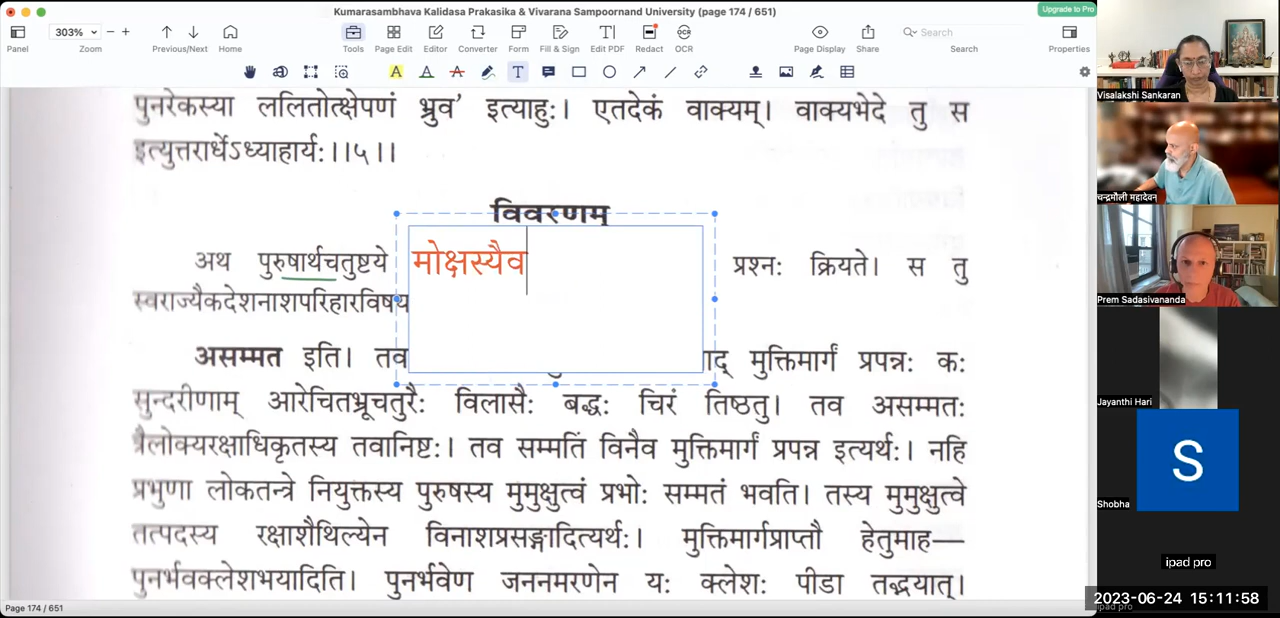 Kumarasambhava Kalidasa Prakasika & Vivarana Sampoornand University (page 174 / 651)
Upgrade to Pro
303%
Panel Zoom Previous/Next Home Tools Page Edit Editor Converter Form Fill & Sign Edit PDF Redact OCR Page Display Share Search Properties
Search
पुनरेकस्या ललितोत्क्षेपणं भ्रुव' इत्याहुः। एतदेकं वाक्यम्। वाक्यभेदे तु स
इत्युत्तरार्धेऽध्याहार्यः।।५।।
विवरणम्
अथ पुरुषार्थचतुष्टये मोक्षस्यैव प्रश्नः क्रियते। स तु
स्वराज्यैकदेशनाशपरिहारविषय
असम्मत इति। तव ाद् मुक्तिमार्गं प्रपन्नः कः
सुन्दरीणाम् आरेचितभ्रूचतुरैः विलासैः बद्धः चिरं तिष्ठतु। तव असम्मतः
त्रैलोक्यरक्षाधिकृतस्य तवानिष्टः। तव सम्मतिं विनैव मुक्तिमार्गं प्रपन्न इत्यर्थः। नहि
प्रभुणा लोकतन्त्रे नियुक्तस्य पुरुषस्य मुमुक्षुत्वं प्रभोः सम्मतं भवति। तस्य मुमुक्षुत्वे
तत्पदस्य रक्षाशैथिल्येन विनाशप्रसङ्गादित्यर्थः। मुक्तिमार्गप्राप्तौ हेतुमाह—
पुनर्भवक्लेशभयादिति। पुनर्भवेण जननमरणेन यः क्लेशः पीडा तद्भयात्।
Page 174 / 651
Visalakshi Sankaran
चन्द्रमौली महादेवन्
Prem Sadasivananda
Jayanthi Hari
S
Shobha
ipad pro
ipad pro
2023-06-24 15:11:58